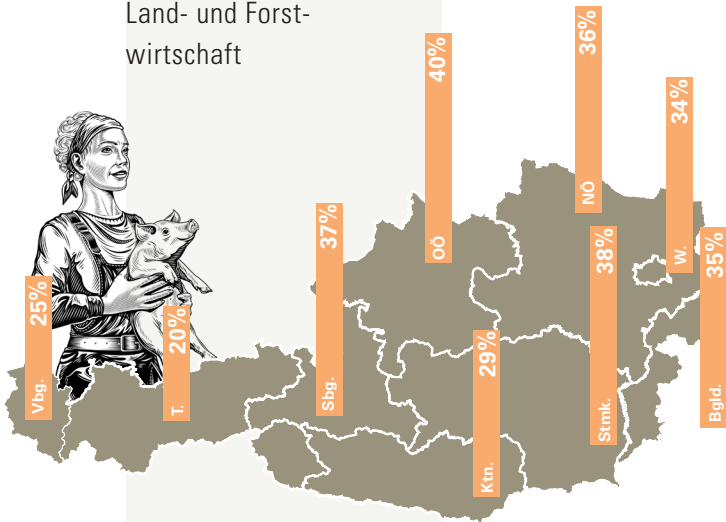 Land- und Forst-
wirtschaft
Vbg. 25%
T. 20%
Sbg. 37%
OÖ 40%
Ktn. 29%
NÖ 36%
Stmk. 38%
W. 34%
Bgld. 35%